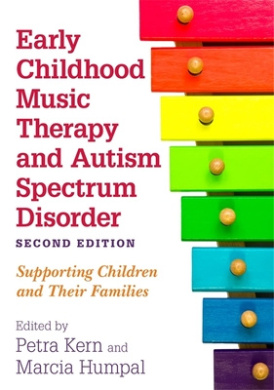 Early
Childhood
Music
Therapy
and Autism
Spectrum
Disorder
SECOND EDITION
Supporting Children
and Their Families
Edited by
Petra Kern and
Marcia Humpal